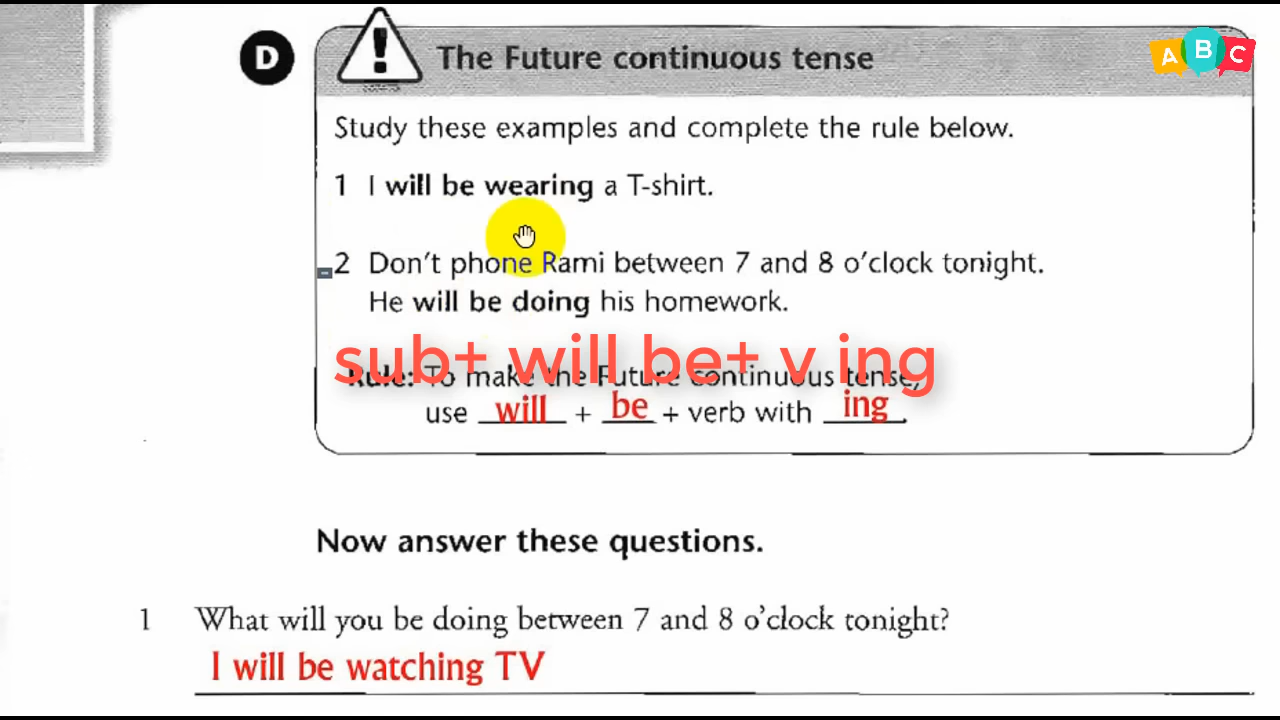 D
! The Future continuous tense
A B C
Study these examples and complete the rule below.
1 I will be wearing a T-shirt.
2 Don't phone Rami between 7 and 8 o'clock tonight.
He will be doing his homework.
sub+ will be+ v ing
Rule: To make the Future continuous tense,
use will + be + verb with ing.
Now answer these questions.
1 What will you be doing between 7 and 8 o'clock tonight?
I will be watching TV